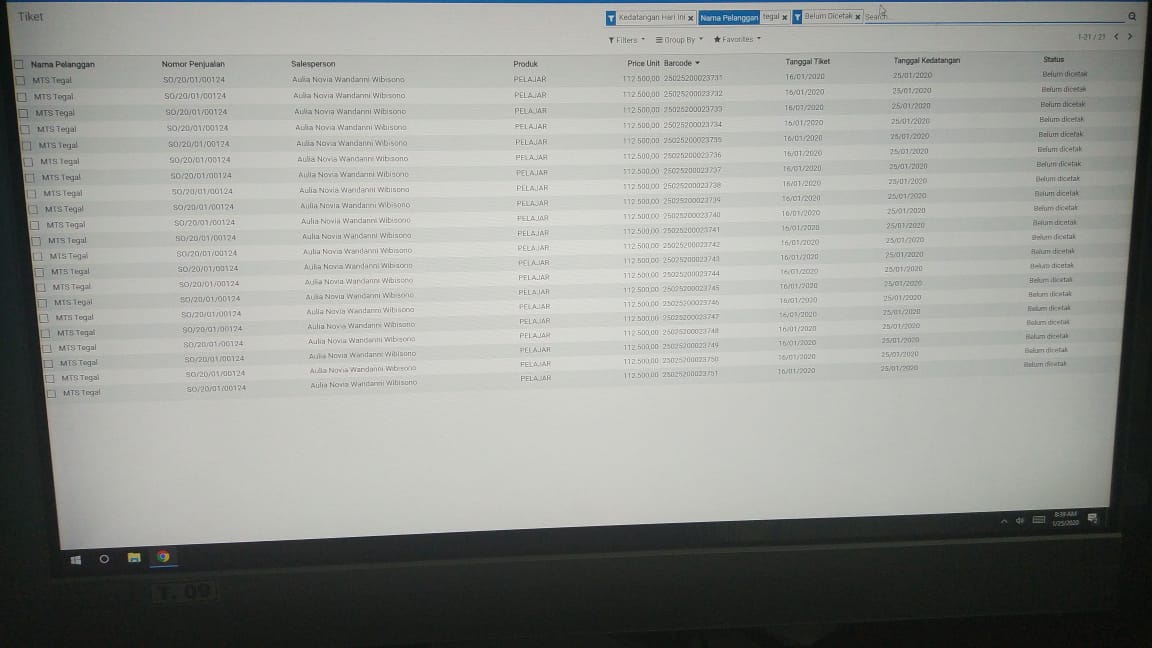 Tiket
Kedatangan Hari Ini × Nama Pelanggan tegal × Belum Dicetak × Search...
Filters Group By Favorites 1-21 / 21
Nama Pelanggan Nomor Penjualan Salesperson Produk Price Unit Barcode Tanggal Tiket Tanggal Kedatangan Status
MTS Tegal SO/20/01/00124 Aulia Novia Wandanni Wibisono PELAJAR 112.500,00 25025200023731 16/01/2020 25/01/2020 Belum dicetak
MTS Tegal SO/20/01/00124 Aulia Novia Wandanni Wibisono PELAJAR 112.500,00 25025200023732 16/01/2020 25/01/2020 Belum dicetak
MTS Tegal SO/20/01/00124 Aulia Novia Wandanni Wibisono PELAJAR 112.500,00 25025200023733 16/01/2020 25/01/2020 Belum dicetak
MTS Tegal SO/20/01/00124 Aulia Novia Wandanni Wibisono PELAJAR 112.500,00 25025200023734 16/01/2020 25/01/2020 Belum dicetak
MTS Tegal SO/20/01/00124 Aulia Novia Wandanni Wibisono PELAJAR 112.500,00 25025200023735 16/01/2020 25/01/2020 Belum dicetak
MTS Tegal SO/20/01/00124 Aulia Novia Wandanni Wibisono PELAJAR 112.500,00 25025200023736 16/01/2020 25/01/2020 Belum dicetak
MTS Tegal SO/20/01/00124 Aulia Novia Wandanni Wibisono PELAJAR 112.500,00 25025200023737 16/01/2020 25/01/2020 Belum dicetak
MTS Tegal SO/20/01/00124 Aulia Novia Wandanni Wibisono PELAJAR 112.500,00 25025200023738 16/01/2020 25/01/2020 Belum dicetak
MTS Tegal SO/20/01/00124 Aulia Novia Wandanni Wibisono PELAJAR 112.500,00 25025200023739 16/01/2020 25/01/2020 Belum dicetak
MTS Tegal SO/20/01/00124 Aulia Novia Wandanni Wibisono PELAJAR 112.500,00 25025200023740 16/01/2020 25/01/2020 Belum dicetak
MTS Tegal SO/20/01/00124 Aulia Novia Wandanni Wibisono PELAJAR 112.500,00 25025200023741 16/01/2020 25/01/2020 Belum dicetak
MTS Tegal SO/20/01/00124 Aulia Novia Wandanni Wibisono PELAJAR 112.500,00 25025200023742 16/01/2020 25/01/2020 Belum dicetak
MTS Tegal SO/20/01/00124 Aulia Novia Wandanni Wibisono PELAJAR 112.500,00 25025200023743 16/01/2020 25/01/2020 Belum dicetak
MTS Tegal SO/20/01/00124 Aulia Novia Wandanni Wibisono PELAJAR 112.500,00 25025200023744 16/01/2020 25/01/2020 Belum dicetak
MTS Tegal SO/20/01/00124 Aulia Novia Wandanni Wibisono PELAJAR 112.500,00 25025200023745 16/01/2020 25/01/2020 Belum dicetak
MTS Tegal SO/20/01/00124 Aulia Novia Wandanni Wibisono PELAJAR 112.500,00 25025200023746 16/01/2020 25/01/2020 Belum dicetak
MTS Tegal SO/20/01/00124 Aulia Novia Wandanni Wibisono PELAJAR 112.500,00 25025200023747 16/01/2020 25/01/2020 Belum dicetak
MTS Tegal SO/20/01/00124 Aulia Novia Wandanni Wibisono PELAJAR 112.500,00 25025200023748 16/01/2020 25/01/2020 Belum dicetak
MTS Tegal SO/20/01/00124 Aulia Novia Wandanni Wibisono PELAJAR 112.500,00 25025200023749 16/01/2020 25/01/2020 Belum dicetak
MTS Tegal SO/20/01/00124 Aulia Novia Wandanni Wibisono PELAJAR 112.500,00 25025200023750 16/01/2020 25/01/2020 Belum dicetak
MTS Tegal SO/20/01/00124 Aulia Novia Wandanni Wibisono PELAJAR 112.500,00 25025200023751 16/01/2020 25/01/2020 Belum dicetak
8:39 AM
1/25/2020
T. 09